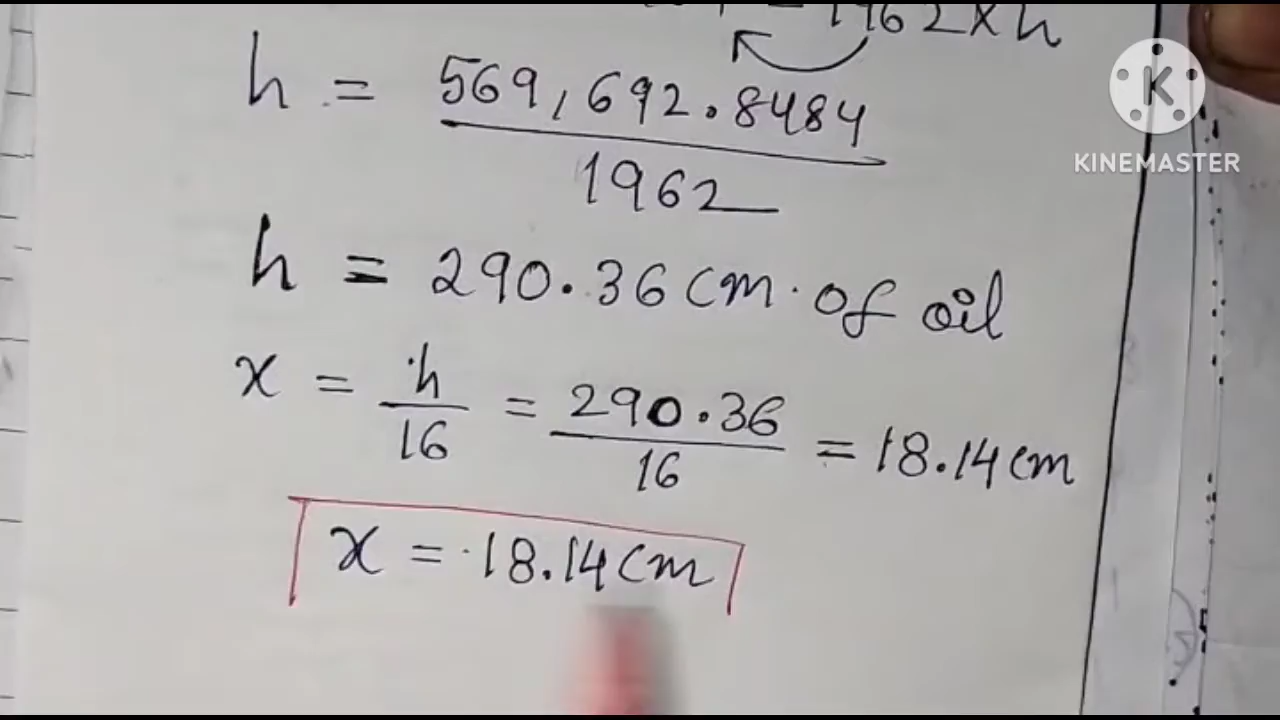 = 1962 x h
h = 569,692.8484
1962
h = 290.36 cm. of oil
x = h/16 = 290.36/16 = 18.14 cm
x = 18.14 cm
K
KINEMASTER